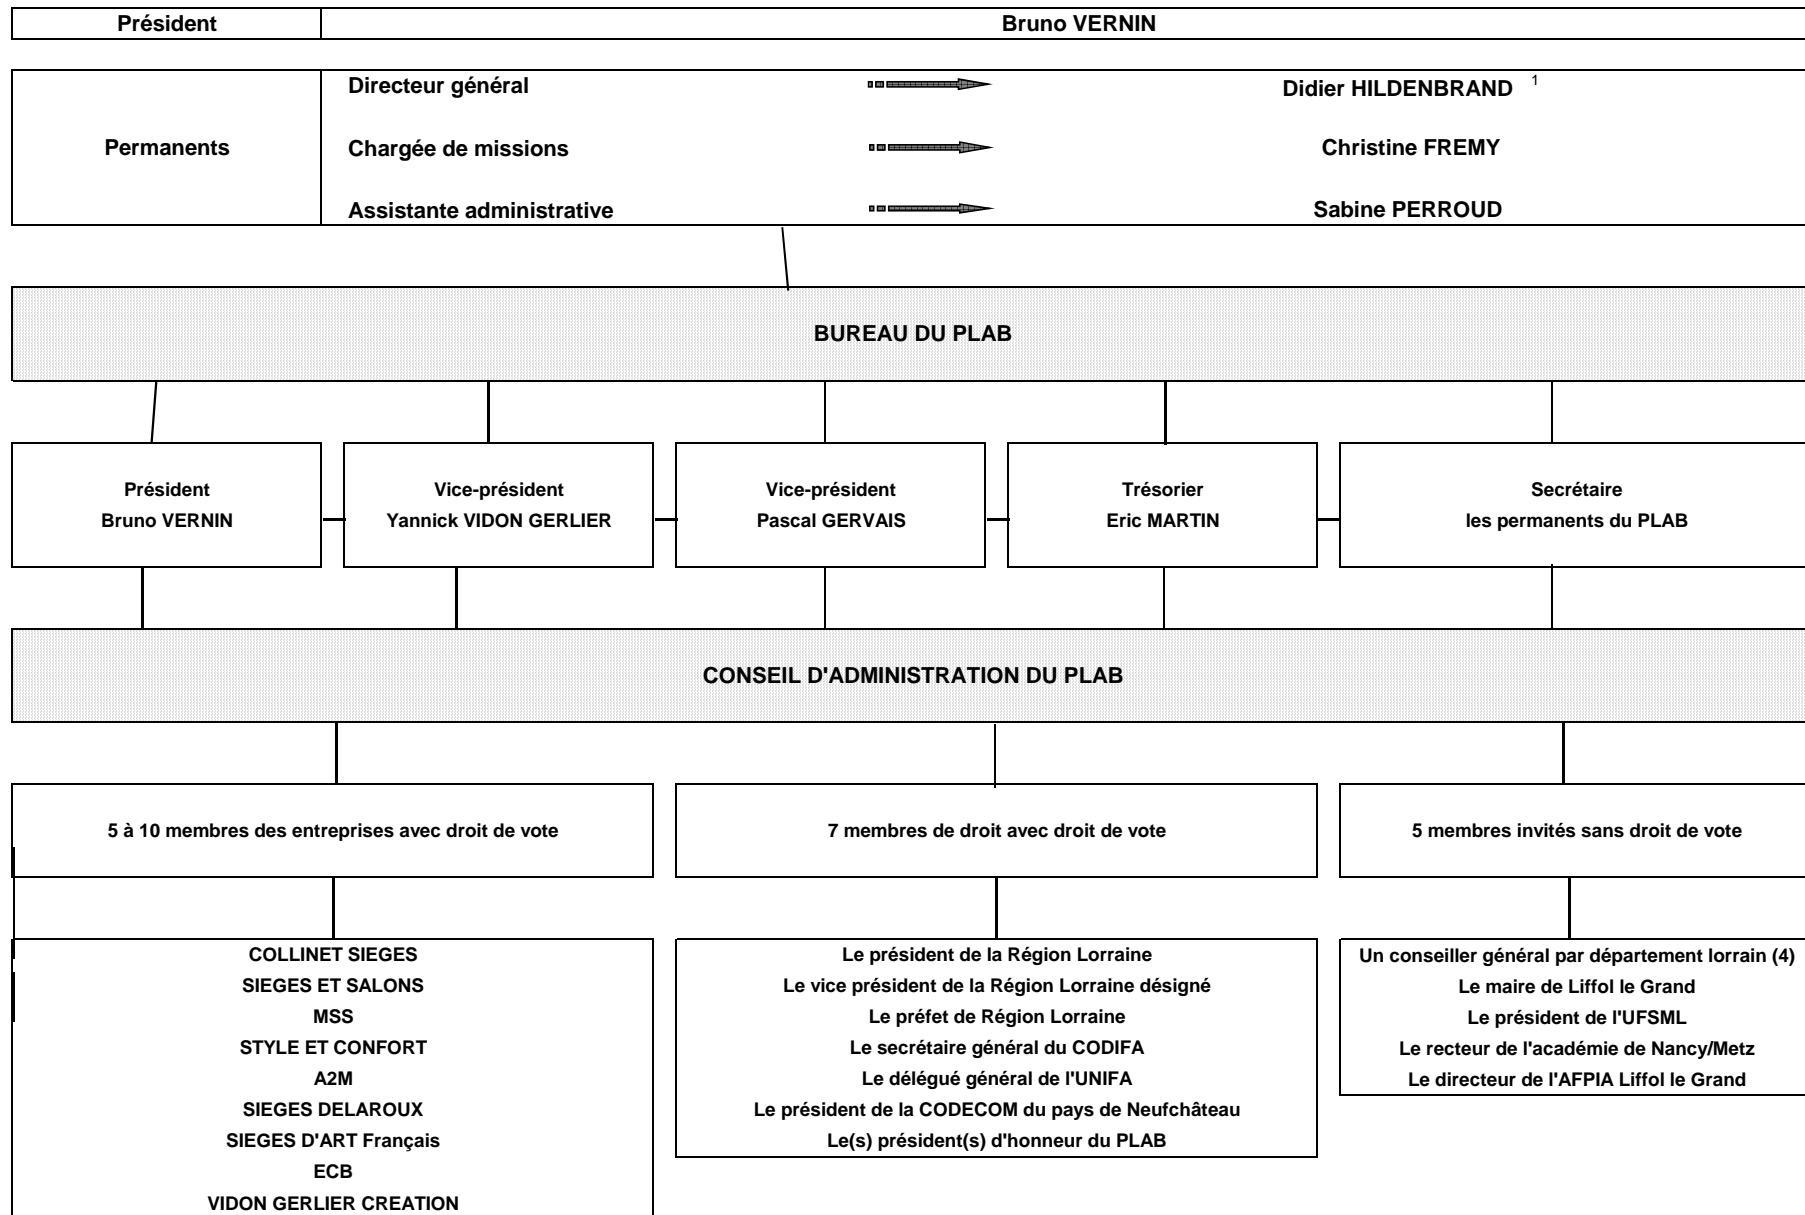 Président Bruno VERNIN
Directeur général Didier HILDENBRAND 1
Permanents Chargée de missions Christine FREMY
Assistante administrative Sabine PERROUD
BUREAU DU PLAB
Président
Bruno VERNIN
Vice-président
Yannick VIDON GERLIER
Vice-président
Pascal GERVAIS
Trésorier
Eric MARTIN
Secrétaire
les permanents du PLAB
CONSEIL D'ADMINISTRATION DU PLAB
5 à 10 membres des entreprises avec droit de vote
7 membres de droit avec droit de vote
5 membres invités sans droit de vote
COLLINET SIEGES
SIEGES ET SALONS
MSS
STYLE ET CONFORT
A2M
SIEGES DELAROUX
SIEGES D'ART Français
ECB
VIDON GERLIER CREATION
Le président de la Région Lorraine
Le vice président de la Région Lorraine désigné
Le préfet de Région Lorraine
Le secrétaire général du CODIFA
Le délégué général de l'UNIFA
Le président de la CODECOM du pays de Neufchâteau
Le(s) président(s) d'honneur du PLAB
Un conseiller général par département lorrain (4)
Le maire de Liffol le Grand
Le président de l'UFSML
Le recteur de l'académie de Nancy/Metz
Le directeur de l'AFPIA Liffol le Grand